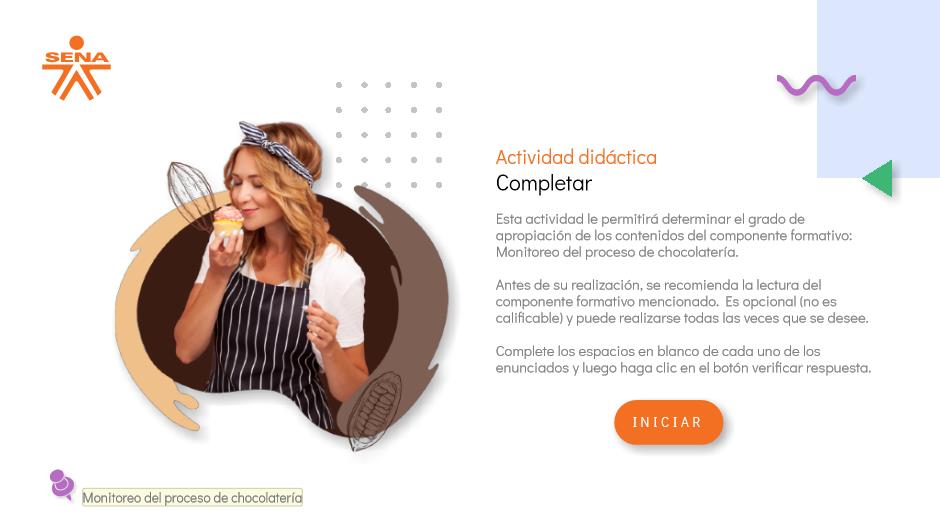 SENA
Actividad didáctica
Completar
Esta actividad le permitirá determinar el grado de
apropiación de los contenidos del componente formativo:
Monitoreo del proceso de chocolatería.
Antes de su realización, se recomienda la lectura del
componente formativo mencionado. Es opcional (no es
calificable) y puede realizarse todas las veces que se desee.
Complete los espacios en blanco de cada uno de los
enunciados y luego haga clic en el botón verificar respuesta.
INICIAR
Monitoreo del proceso de chocolatería